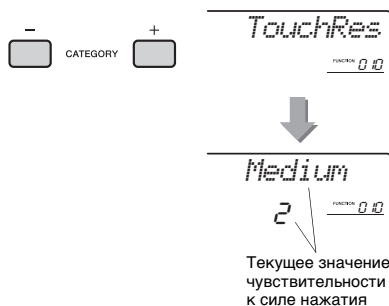 − +
CATEGORY
TouchRes
FUNCTION 010
Medium
2 FUNCTION 010
Текущее значение
чувствительности
к силе нажатия